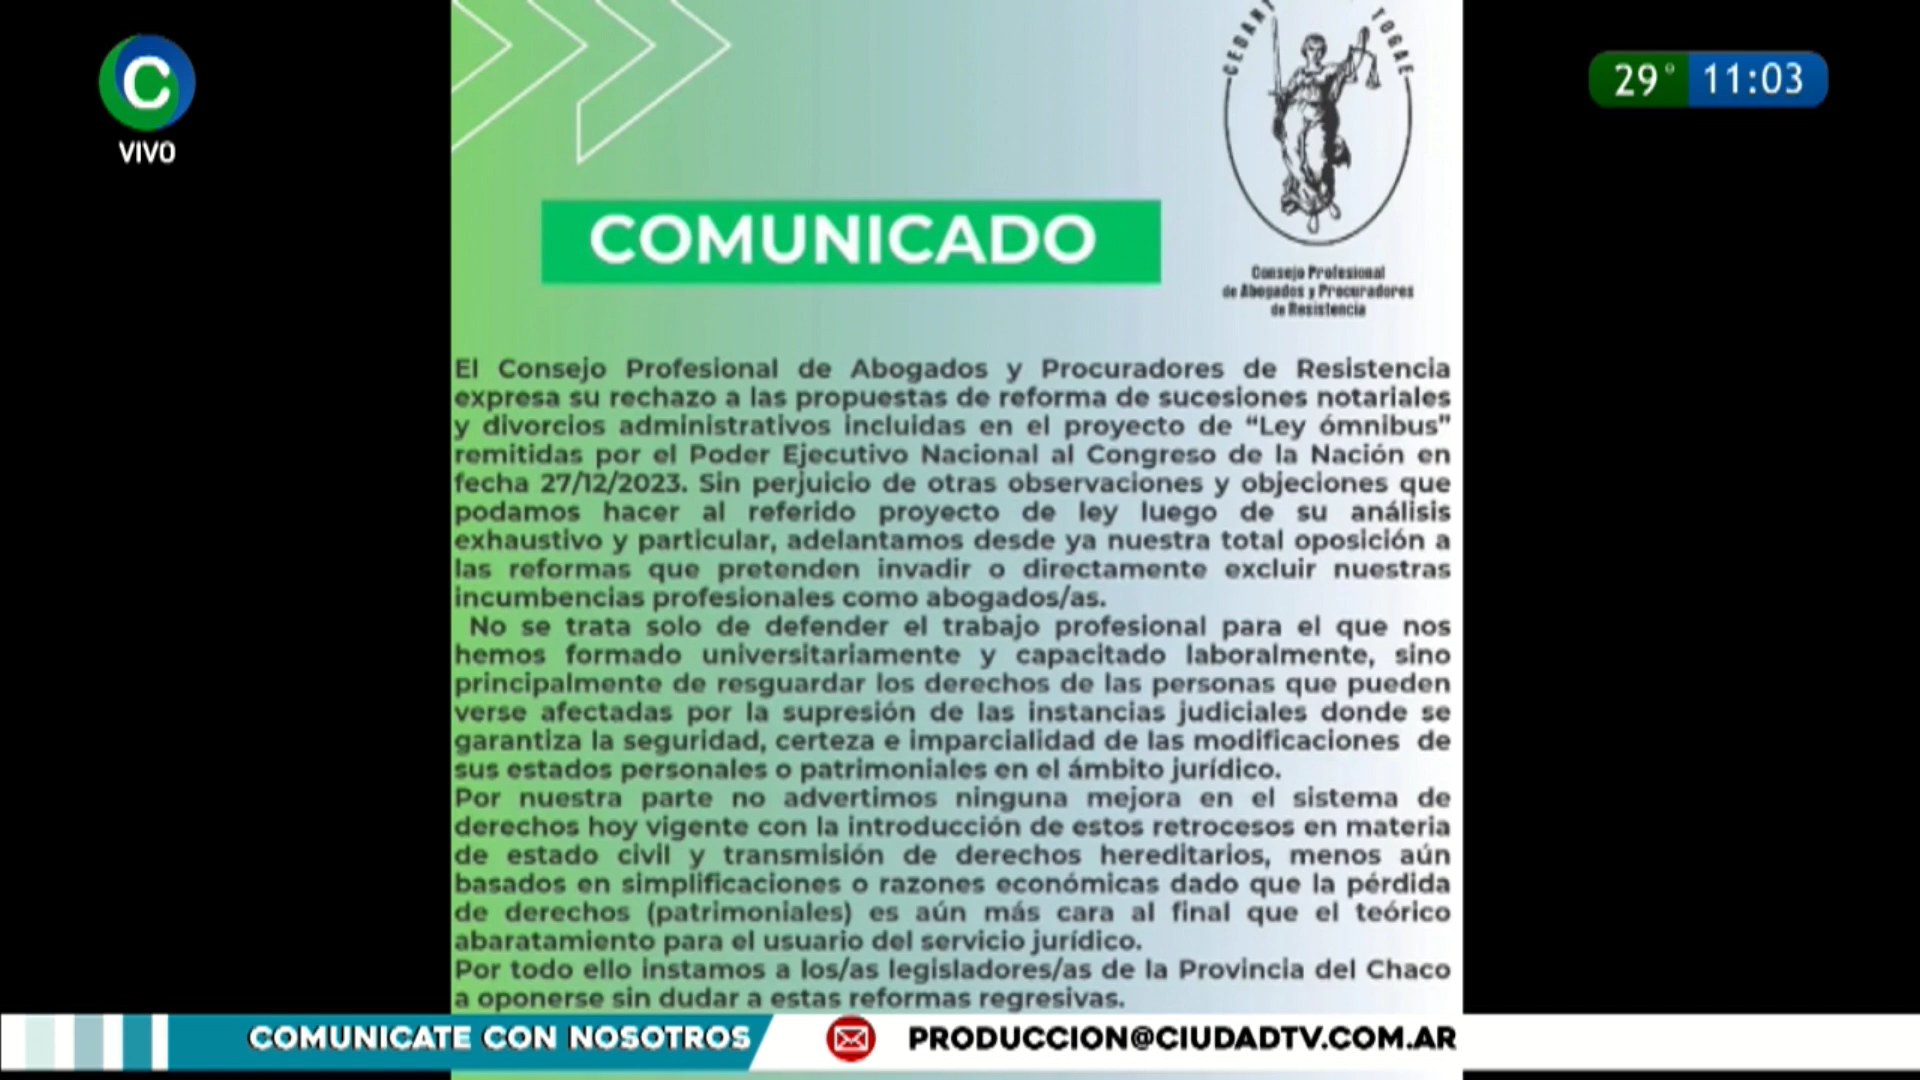 C
VIVO
29° 11:03
CEDANT TOGAE
COMUNICADO
Consejo Profesional
de Abogados y Procuradores
de Resistencia
El Consejo Profesional de Abogados y Procuradores de Resistencia
expresa su rechazo a las propuestas de reforma de sucesiones notariales
y divorcios administrativos incluidas en el proyecto de “Ley ómnibus”
remitidas por el Poder Ejecutivo Nacional al Congreso de la Nación en
fecha 27/12/2023. Sin perjuicio de otras observaciones y objeciones que
podamos hacer al referido proyecto de ley luego de su análisis
exhaustivo y particular, adelantamos desde ya nuestra total oposición a
las reformas que pretenden invadir o directamente excluir nuestras
incumbencias profesionales como abogados/as.
No se trata solo de defender el trabajo profesional para el que nos
hemos formado universitariamente y capacitado laboralmente, sino
principalmente de resguardar los derechos de las personas que pueden
verse afectadas por la supresión de las instancias judiciales donde se
garantiza la seguridad, certeza e imparcialidad de las modificaciones de
sus estados personales o patrimoniales en el ámbito jurídico.
Por nuestra parte no advertimos ninguna mejora en el sistema de
derechos hoy vigente con la introducción de estos retrocesos en materia
de estado civil y transmisión de derechos hereditarios, menos aún
basados en simplificaciones o razones económicas dado que la pérdida
de derechos (patrimoniales) es aún más cara al final que el teórico
abaratamiento para el usuario del servicio jurídico.
Por todo ello instamos a los/as legisladores/as de la Provincia del Chaco
a oponerse sin dudar a estas reformas regresivas.
COMUNICATE CON NOSOTROS PRODUCCION@CIUDADTV.COM.AR